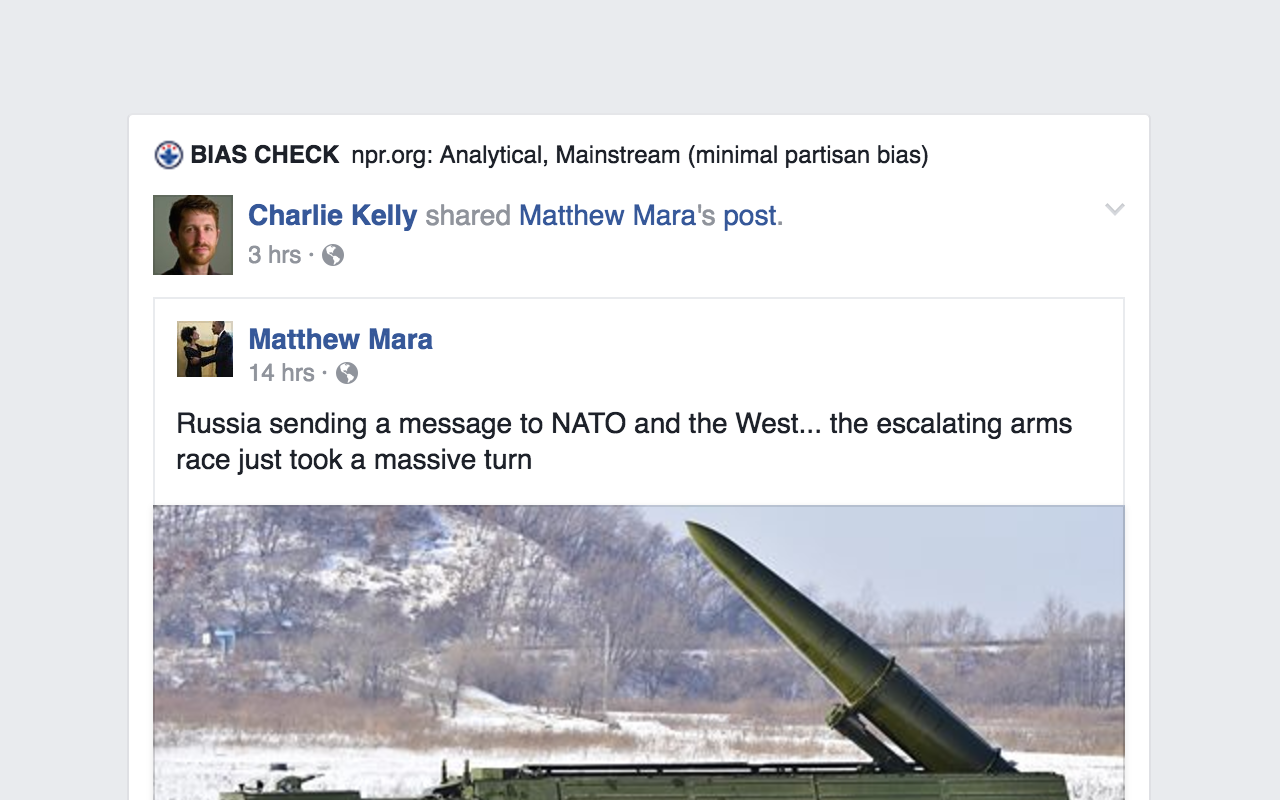 BIAS CHECK npr.org: Analytical, Mainstream (minimal partisan bias)
Charlie Kelly shared Matthew Mara's post.
3 hrs ·
Matthew Mara
14 hrs ·
Russia sending a message to NATO and the West... the escalating arms
race just took a massive turn